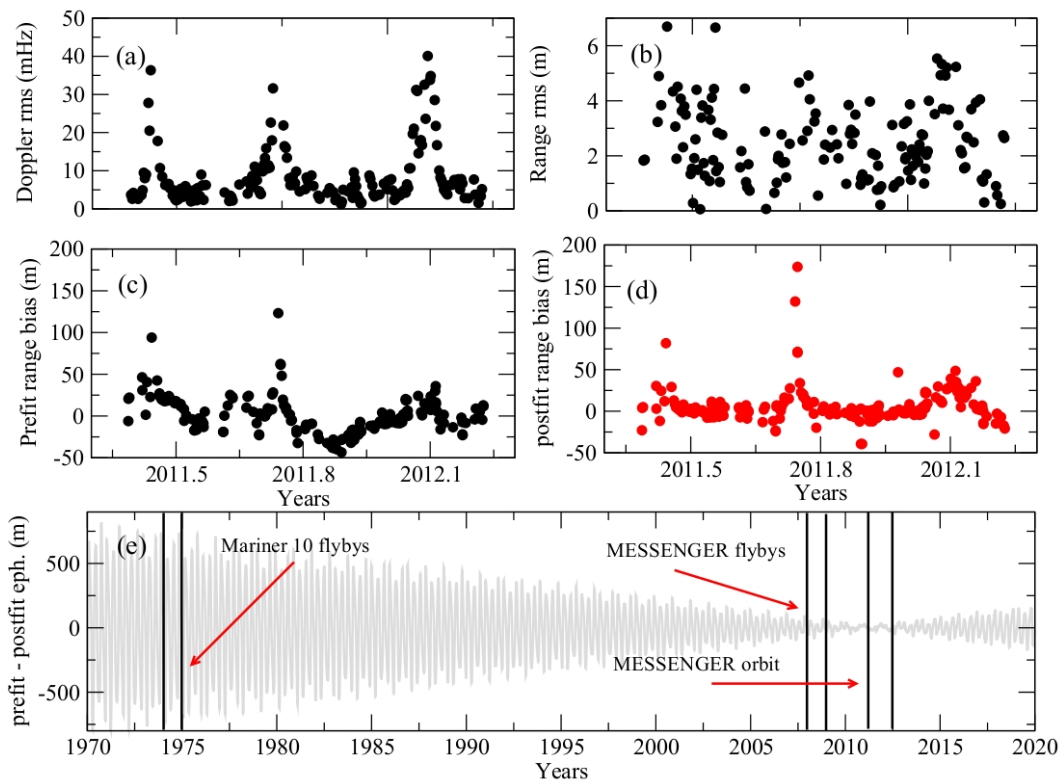 50
40
30
20
10
0
Doppler rms (mHz)
(a)
6
4
2
0
Range rms (m)
(b)
200
150
100
50
0
-50
Prefit range bias (m)
(c)
2011.5
2011.8
2012.1
Years
200
150
100
50
0
-50
postfit range bias (m)
(d)
2011.5
2011.8
2012.1
Years
500
0
-500
prefit - postfit eph. (m)
(e)
Mariner 10 flybys
MESSENGER flybys
MESSENGER orbit
1970
1975
1980
1985
1990
1995
2000
2005
2010
2015
2020
Years